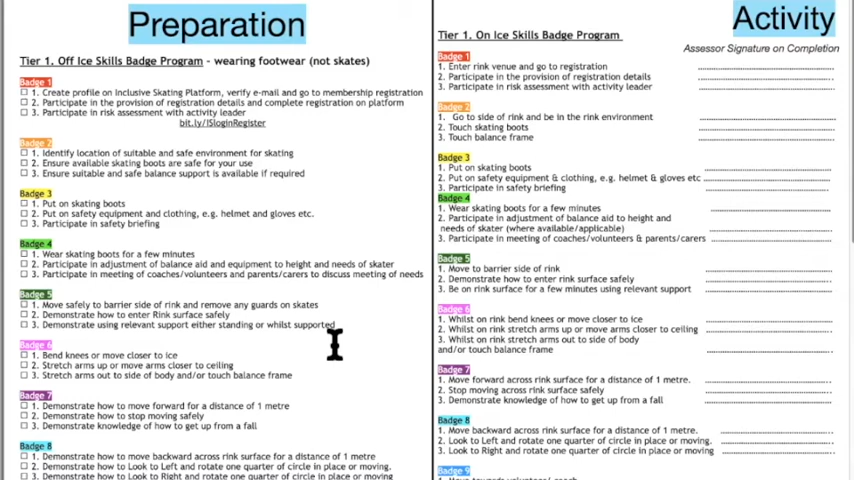 Preparation
Tier 1. Off Ice Skills Badge Program - wearing footwear (not skates)
Badge 1
1. Create profile on Inclusive Skating Platform, verify e-mail and go to membership registration
2. Participate in the provision of registration details and complete registration on platform
3. Participate in risk assessment with activity leader
bit.ly/ISloginRegister
Badge 2
1. Identify location of suitable and safe environment for skating
2. Ensure available skating boots are safe for your use
3. Ensure suitable and safe balance support is available if required
Badge 3
1. Put on skating boots
2. Put on safety equipment and clothing, e.g. helmet and gloves etc.
3. Participate in safety briefing
Badge 4
1. Wear skating boots for a few minutes
2. Participate in adjustment of balance aid and equipment to height and needs of skater
3. Participate in meeting of coaches/volunteers and parents/carers to discuss meeting of needs
Badge 5
1. Move safely to barrier side of rink and remove any guards on skates
2. Demonstrate how to enter Rink surface safely
3. Demonstrate using relevant support either standing or whilst supported
Badge 6
1. Bend knees or move closer to ice
2. Stretch arms up or move arms closer to ceiling
3. Stretch arms out to side of body and/or touch balance frame
Badge 7
1. Demonstrate how to move forward for a distance of 1 metre
2. Demonstrate how to stop moving safely
3. Demonstrate knowledge of how to get up from a fall
Badge 8
1. Demonstrate how to move backward across rink surface for a distance of 1 metre
2. Demonstrate how to Look to Left and rotate one quarter of circle in place or moving.
3. Demonstrate how to Look to Right and rotate one quarter of circle in place or moving
Activity
Tier 1. On Ice Skills Badge Program
Assessor Signature on Completion
Badge 1
1. Enter rink venue and go to registration
2. Participate in the provision of registration details
3. Participate in risk assessment with activity leader
Badge 2
1. Go to side of rink and be in the rink environment
2. Touch skating boots
3. Touch balance frame
Badge 3
1. Put on skating boots
2. Put on safety equipment & clothing, e.g. helmet & gloves etc
3. Participate in safety briefing
Badge 4
1. Wear skating boots for a few minutes
2. Participate in adjustment of balance aid to height and
needs of skater (where available/applicable)
3. Participate in meeting of coaches/volunteers & parents/carers
Badge 5
1. Move to barrier side of rink
2. Demonstrate how to enter rink surface safely
3. Be on rink surface for a few minutes using relevant support
Badge 6
1. Whilst on rink bend knees or move closer to ice
2. Whilst on rink stretch arms up or move arms closer to ceiling
3. Whilst on rink stretch arms out to side of body
and/or touch balance frame
Badge 7
1. Move forward across rink surface for a distance of 1 metre.
2. Stop moving across rink surface safely
3. Demonstrate knowledge of how to get up from a fall
Badge 8
1. Move backward across rink surface for a distance of 1 metre.
2. Look to Left and rotate one quarter of circle in place or moving.
3. Look to Right and rotate one quarter of circle in place or moving
Badge 9